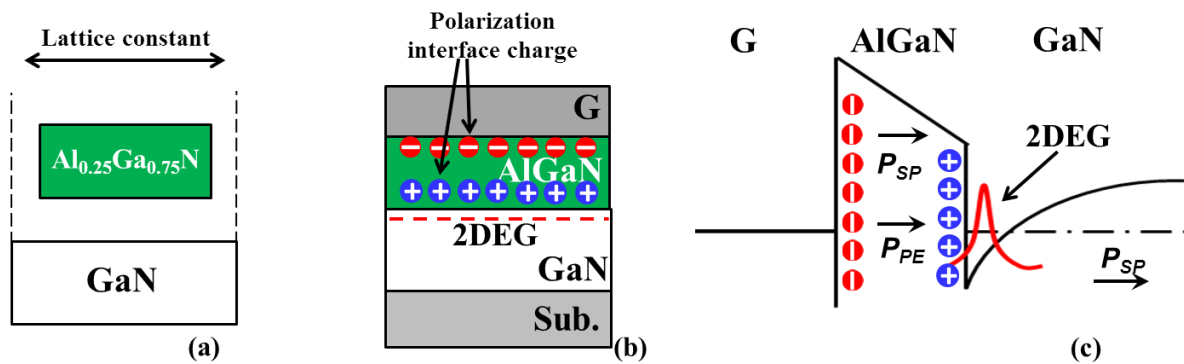 Lattice constant
Al0.25Ga0.75N
GaN
(a)
Polarization
interface charge
G
AlGaN
2DEG
GaN
Sub.
(b)
G AlGaN GaN
2DEG
PSP
PPE
PSP
(c)